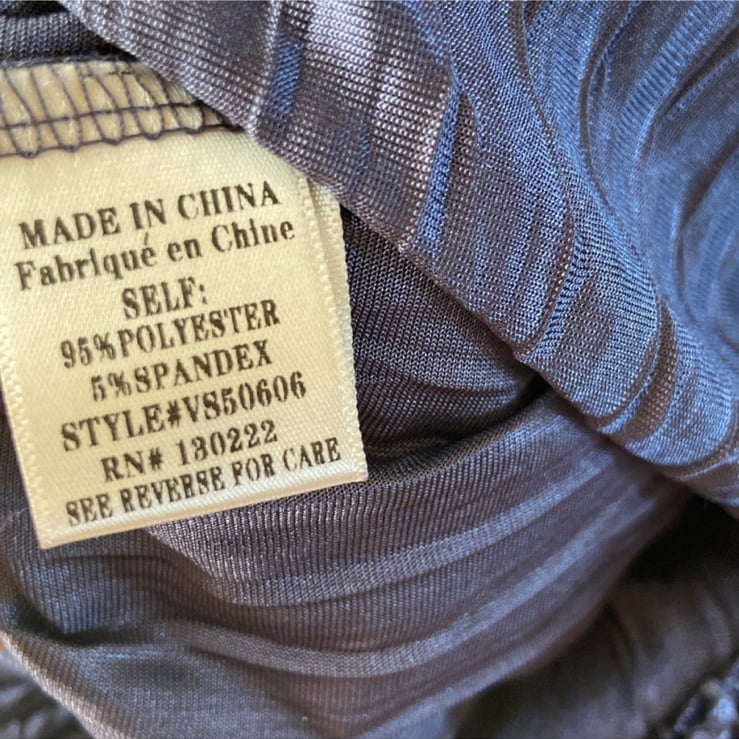 MADE IN CHINA
Fabriqué en Chine
SELF:
95%POLYESTER
5%SPANDEX
STYLE#VS50606
RN# 130222
SEE REVERSE FOR CARE